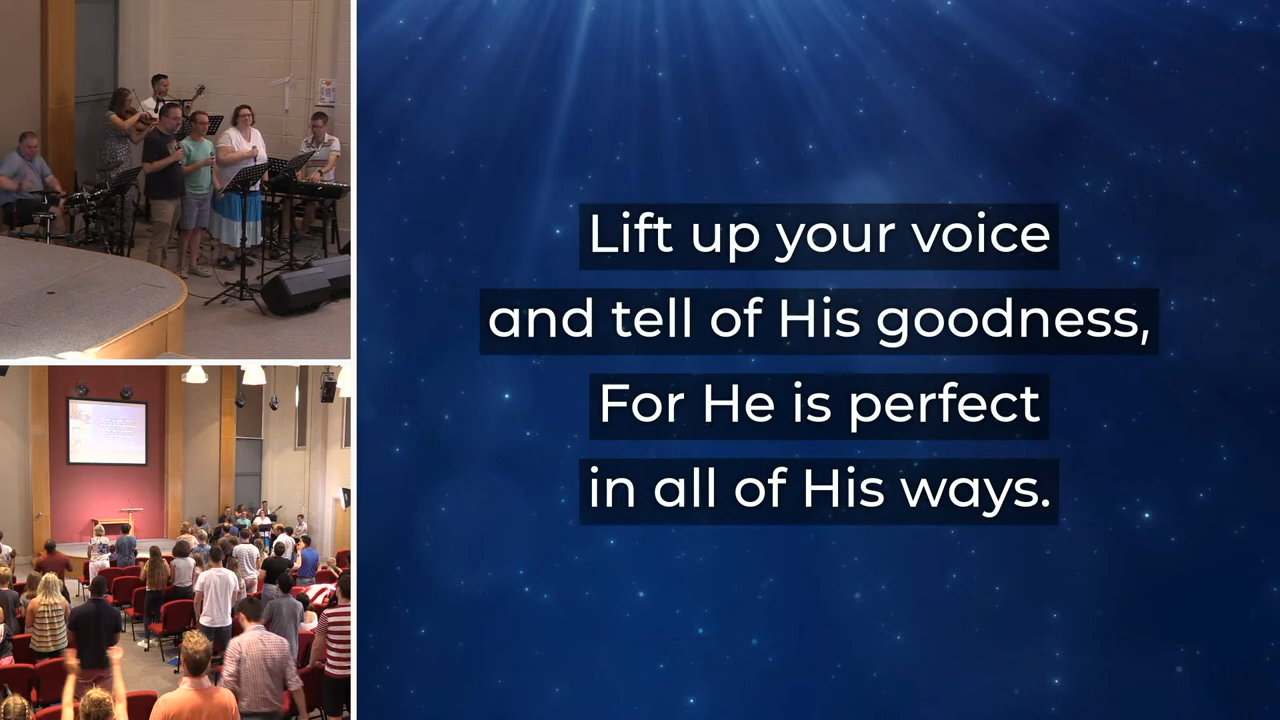 Lift up your voice
and tell of His goodness,
For He is perfect
in all of His ways.